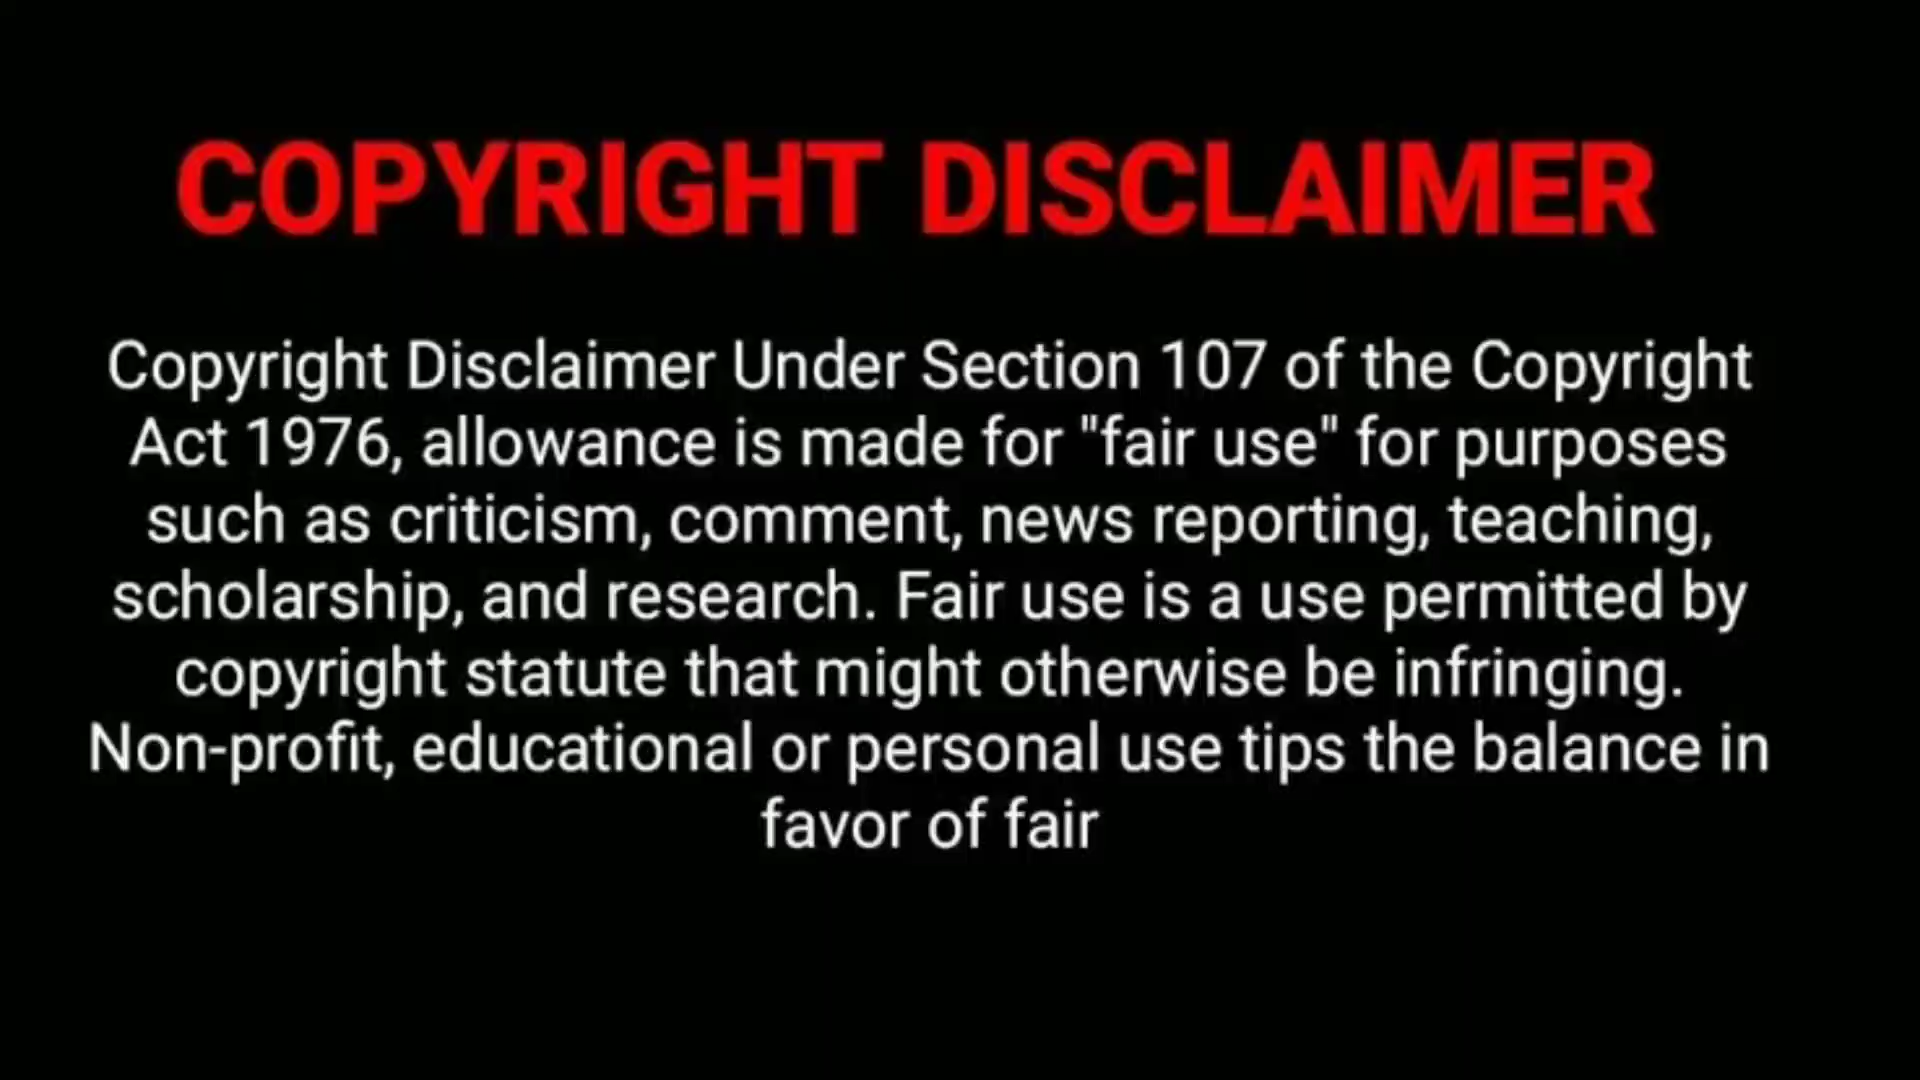 COPYRIGHT DISCLAIMER
Copyright Disclaimer Under Section 107 of the Copyright
Act 1976, allowance is made for "fair use" for purposes
such as criticism, comment, news reporting, teaching,
scholarship, and research. Fair use is a use permitted by
copyright statute that might otherwise be infringing.
Non-profit, educational or personal use tips the balance in
favor of fair